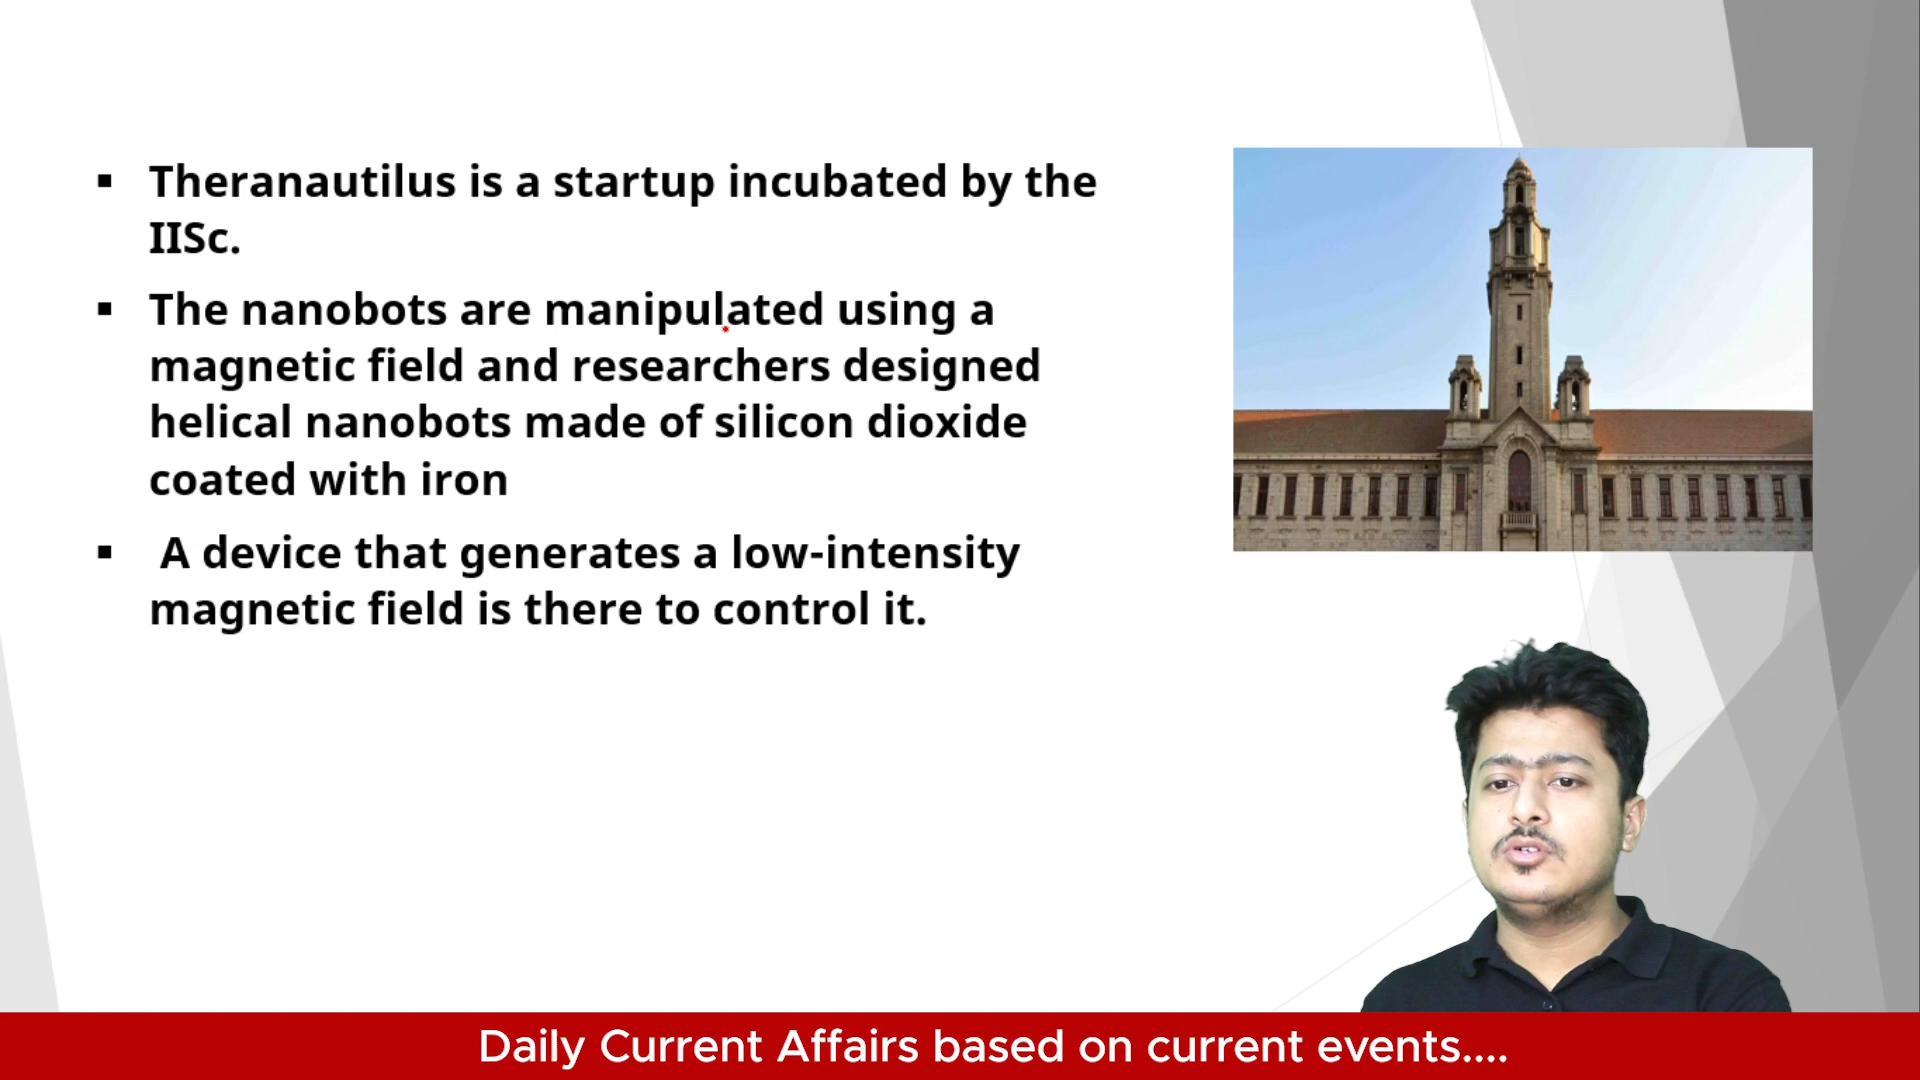 Theranautilus is a startup incubated by the
IISc.
The nanobots are manipulated using a
magnetic field and researchers designed
helical nanobots made of silicon dioxide
coated with iron
A device that generates a low-intensity
magnetic field is there to control it.
Daily Current Affairs based on current events....